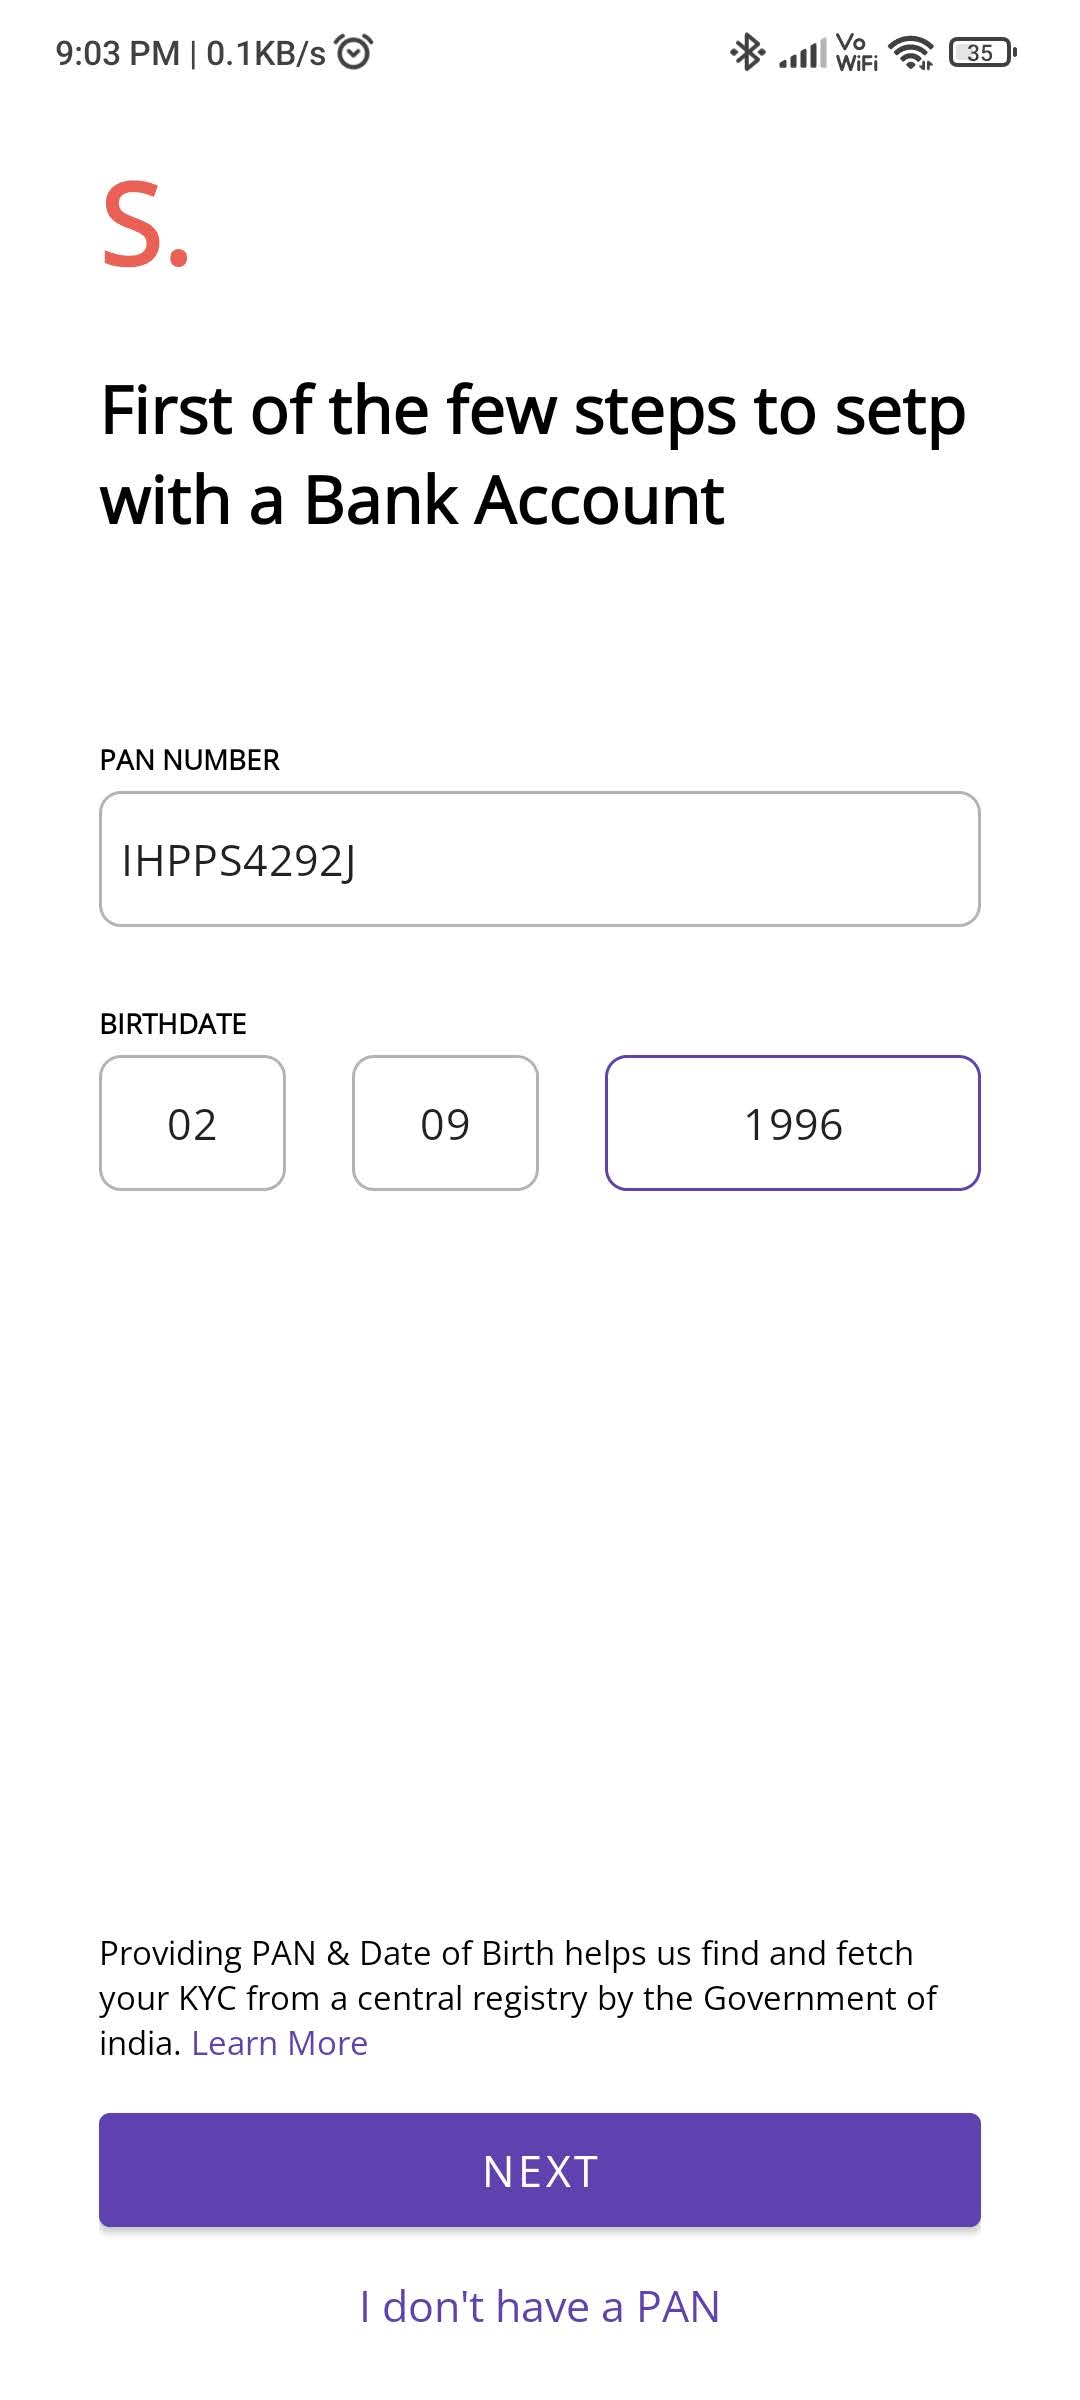 9:03 PM | 0.1KB/s
Vo
WiFi
35
S.
First of the few steps to setp
with a Bank Account
PAN NUMBER
IHPPS4292J
BIRTHDATE
02 09 1996
Providing PAN & Date of Birth helps us find and fetch
your KYC from a central registry by the Government of
india. Learn More
NEXT
I don't have a PAN